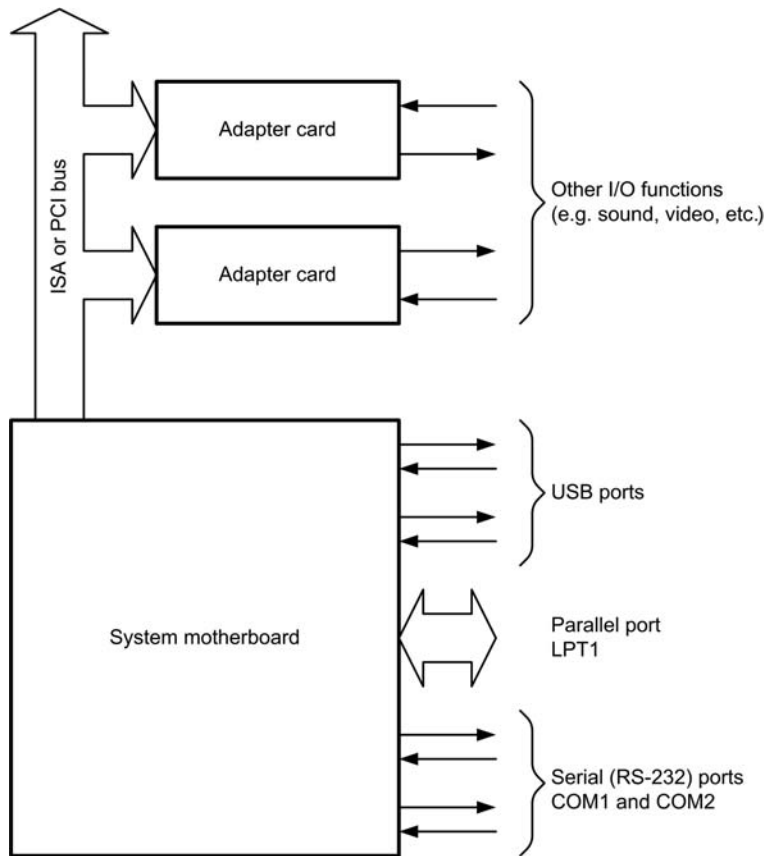 Adapter card
Other I/O functions
(e.g. sound, video, etc.)
ISA or PCI bus
Adapter card
USB ports
System motherboard
Parallel port
LPT1
Serial (RS-232) ports
COM1 and COM2